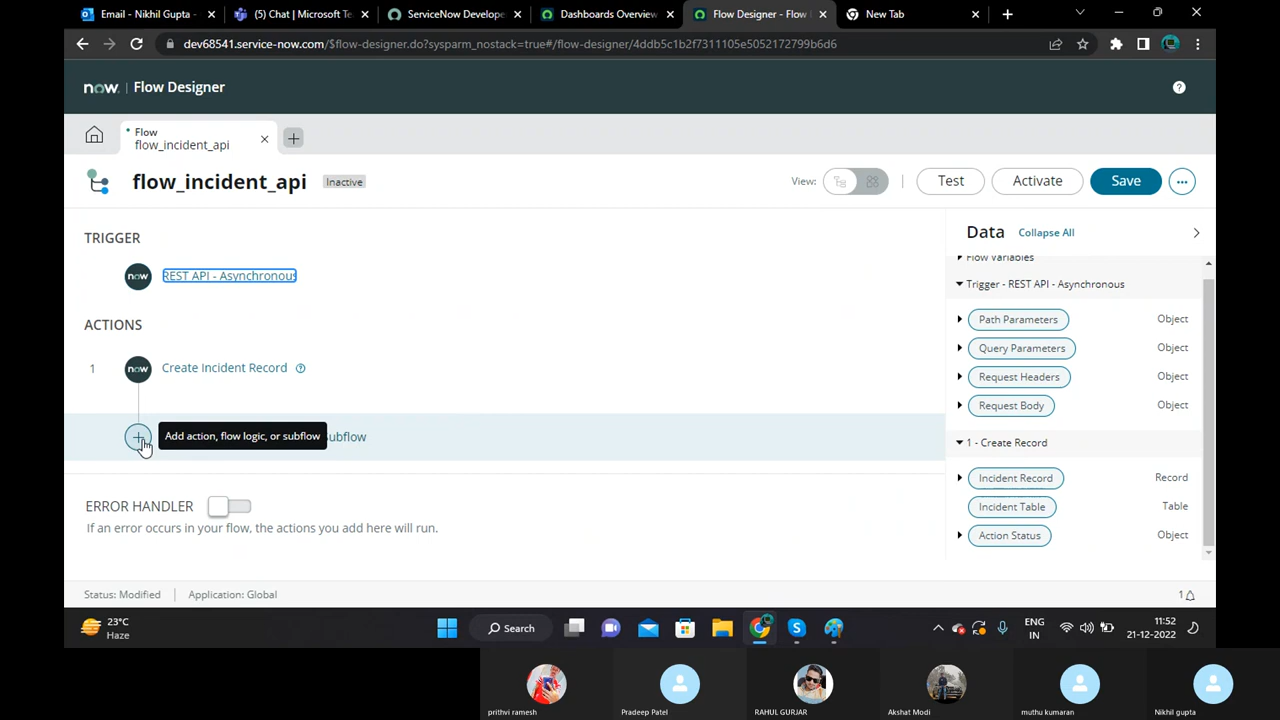 Email - Nikhil Gupta -
(5) Chat | Microsoft Te
ServiceNow Develope
Dashboards Overview
Flow Designer - Flow
New Tab
dev68541.service-now.com/$flow-designer.do?sysparm_nostack=true#/flow-designer/4ddb5c1b2f7311105e5052172799b6d6
now. | Flow Designer
Flow
flow_incident_api
flow_incident_api
Inactive
View:
Test
Activate
Save
TRIGGER
now
REST API - Asynchronous
ACTIONS
1
now
Create Incident Record
Add action, flow logic, or subflow
Subflow
ERROR HANDLER
If an error occurs in your flow, the actions you add here will run.
Data
Collapse All
Flow Variables
Trigger - REST API - Asynchronous
Path Parameters
Object
Query Parameters
Object
Request Headers
Object
Request Body
Object
1 - Create Record
Incident Record
Record
Incident Table
Table
Action Status
Object
Status: Modified
Application: Global
1
23°C
Haze
Search
ENG
IN
11:52
21-12-2022
prithvi ramesh
Pradeep Patel
RAHUL GURJAR
Akshat Modi
muthu kumaran
Nikhil gupta